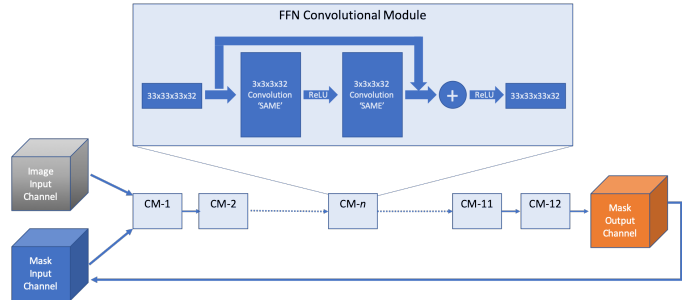 FFN Convolutional Module
33x33x33x32
3x3x3x32
Convolution
'SAME'
ReLU
3x3x3x32
Convolution
'SAME'
+
ReLU
33x33x33x32
Image
Input
Channel
CM-1
CM-2
CM-n
CM-11
CM-12
Mask
Output
Channel
Mask
Input
Channel